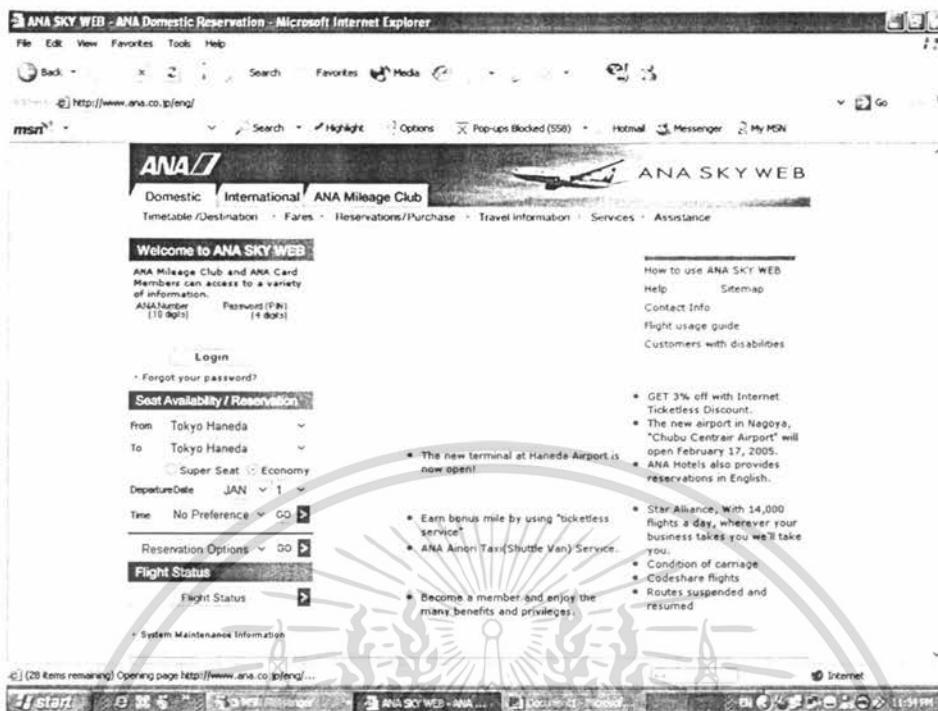 ANA SKY WEB - ANA Domestic Reservation - Microsoft Internet Explorer
File Edit View Favorites Tools Help
Back Search Favorites Media
http://www.ana.co.jp/eng/ Go
msn Search Highlight Options Pop-ups Blocked (558) Hotmail Messenger My MSN
ANA ANA SKY WEB
Domestic International ANA Mileage Club
Timetable/Destination · Fares · Reservations/Purchase · Travel Information · Services · Assistance
Welcome to ANA SKY WEB
ANA Mileage Club and ANA Card
Members can access to a variety
of information.
ANA Number Password (PIN)
(10 digits) (4 digits)
Login
· Forgot your password?
Seat Availability / Reservation
From Tokyo Haneda
To Tokyo Haneda
Super Seat Economy
Departure Date JAN 1
Time No Preference GO
Reservation Options GO
Flight Status
Flight Status
· System Maintenance Information
• The new terminal at Haneda Airport is
now open!
• Earn bonus mile by using "ticketless
service"
• ANA Ainori Taxi(Shuttle Van) Service.
• Become a member and enjoy the
many benefits and privileges.
How to use ANA SKY WEB
Help Sitemap
Contact Info
Flight usage guide
Customers with disabilities
• GET 3% off with Internet
Ticketless Discount.
• The new airport in Nagoya,
"Chubu Centrair Airport" will
open February 17, 2005.
• ANA Hotels also provides
reservations in English.
• Star Alliance, With 14,000
flights a day, wherever your
business takes you we'll take
you.
• Condition of carriage
• Codeshare flights
• Routes suspended and
resumed
(28 items remaining) Opening page http://www.ana.co.jp/eng/... Internet
start ANA SKY WEB - ANA ... EN 11:54 PM